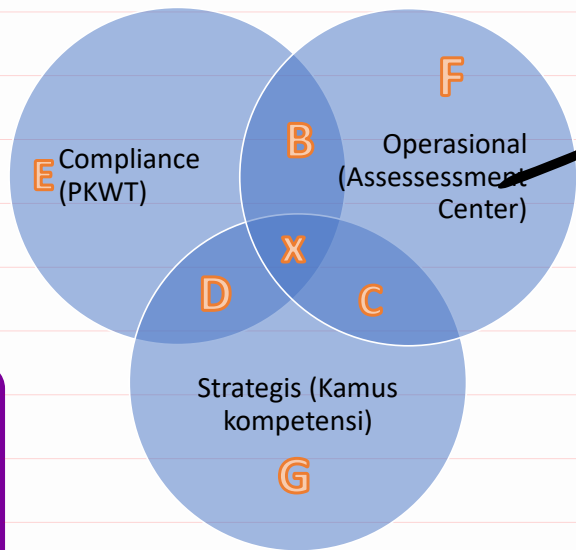 F
B
Operasional
(Assessessment
Center)
E
Compliance
(PKWT)
X
D
C
Strategis (Kamus
kompetensi)
G